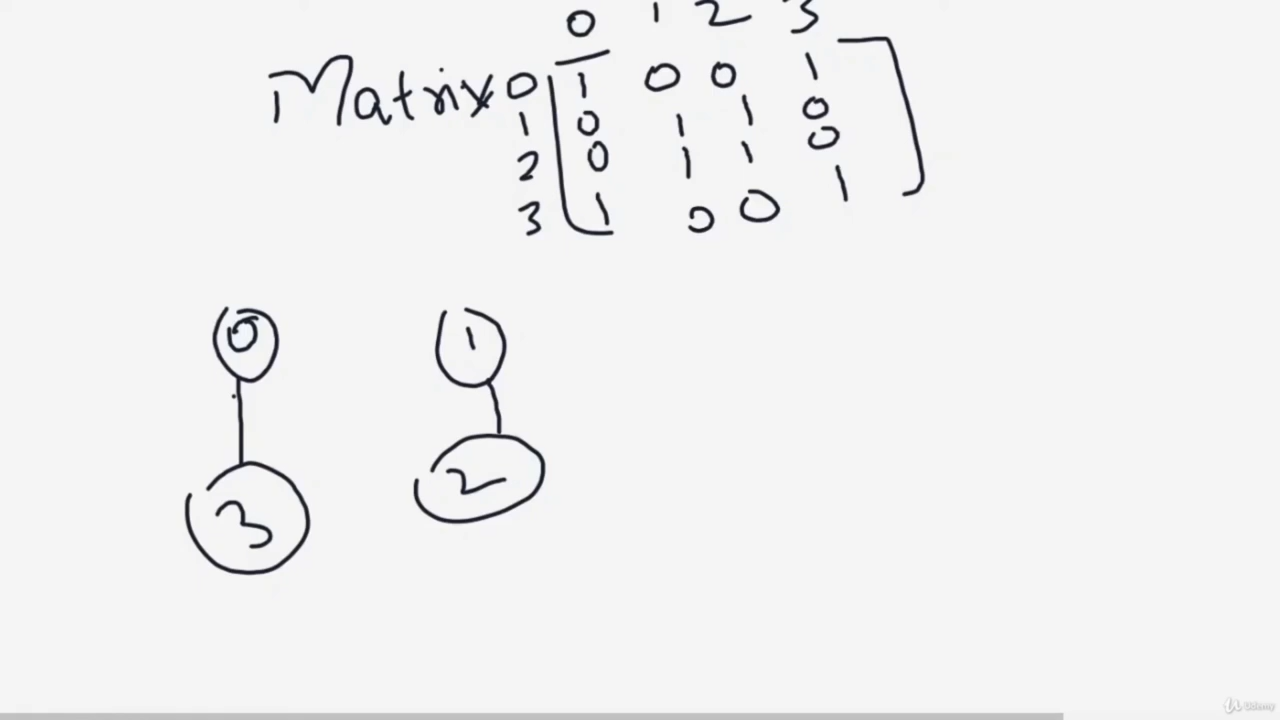 0 1 2 3
Matrix 0 1 0 0 1
1 0 1 1 0
2 0 1 1 0
3 1 0 0 1
0 1
3 2
Udemy